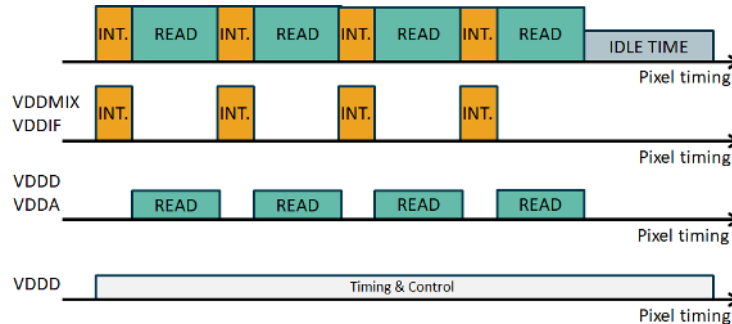 INT. READ INT. READ INT. READ INT. READ IDLE TIME
Pixel timing
VDDMIX
VDDIF
INT. INT. INT. INT.
Pixel timing
VDDD
VDDA
READ READ READ READ
Pixel timing
VDDD
Timing & Control
Pixel timing